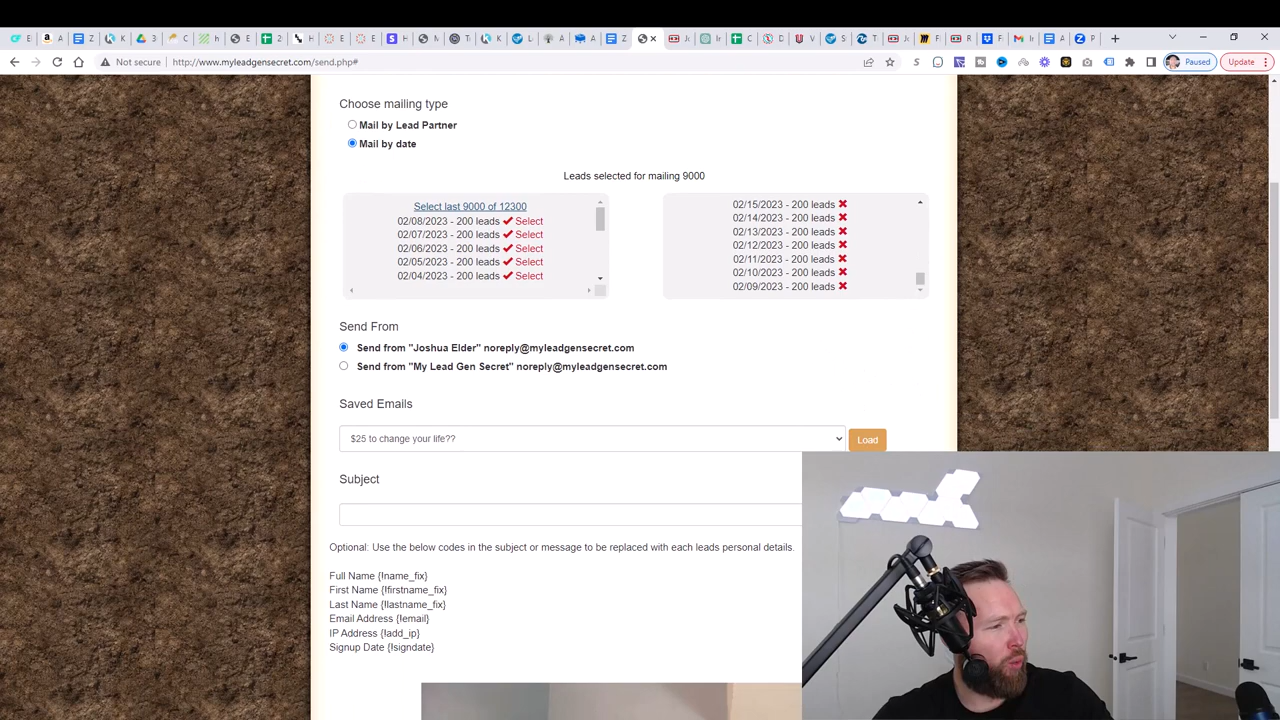 Not secure
http://www.myleadgensecret.com/send.php#
Paused
Update
Choose mailing type
Mail by Lead Partner
Mail by date
Leads selected for mailing 9000
Select last 9000 of 12300
02/08/2023 - 200 leads ✔ Select
02/07/2023 - 200 leads ✔ Select
02/06/2023 - 200 leads ✔ Select
02/05/2023 - 200 leads ✔ Select
02/04/2023 - 200 leads ✔ Select
02/15/2023 - 200 leads ✖
02/14/2023 - 200 leads ✖
02/13/2023 - 200 leads ✖
02/12/2023 - 200 leads ✖
02/11/2023 - 200 leads ✖
02/10/2023 - 200 leads ✖
02/09/2023 - 200 leads ✖
Send From
Send from "Joshua Elder" noreply@myleadgensecret.com
Send from "My Lead Gen Secret" noreply@myleadgensecret.com
Saved Emails
$25 to change your life??
Load
Subject
Optional: Use the below codes in the subject or message to be replaced with each leads personal details.
Full Name {!name_fix}
First Name {!firstname_fix}
Last Name {!lastname_fix}
Email Address {!email}
IP Address {!add_ip}
Signup Date {!signdate}